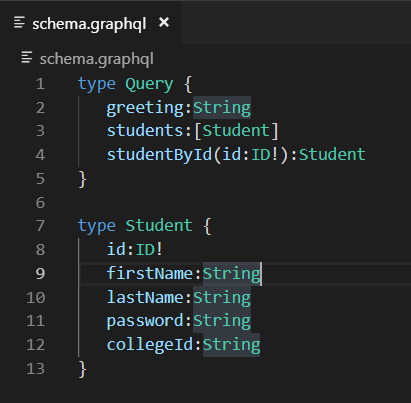 schema.graphql ×
schema.graphql
1 type Query {
2 greeting:String
3 students:[Student]
4 studentById(id:ID!):Student
5 }
6
7 type Student {
8 id:ID!
9 firstName:String
10 lastName:String
11 password:String
12 collegeId:String
13 }